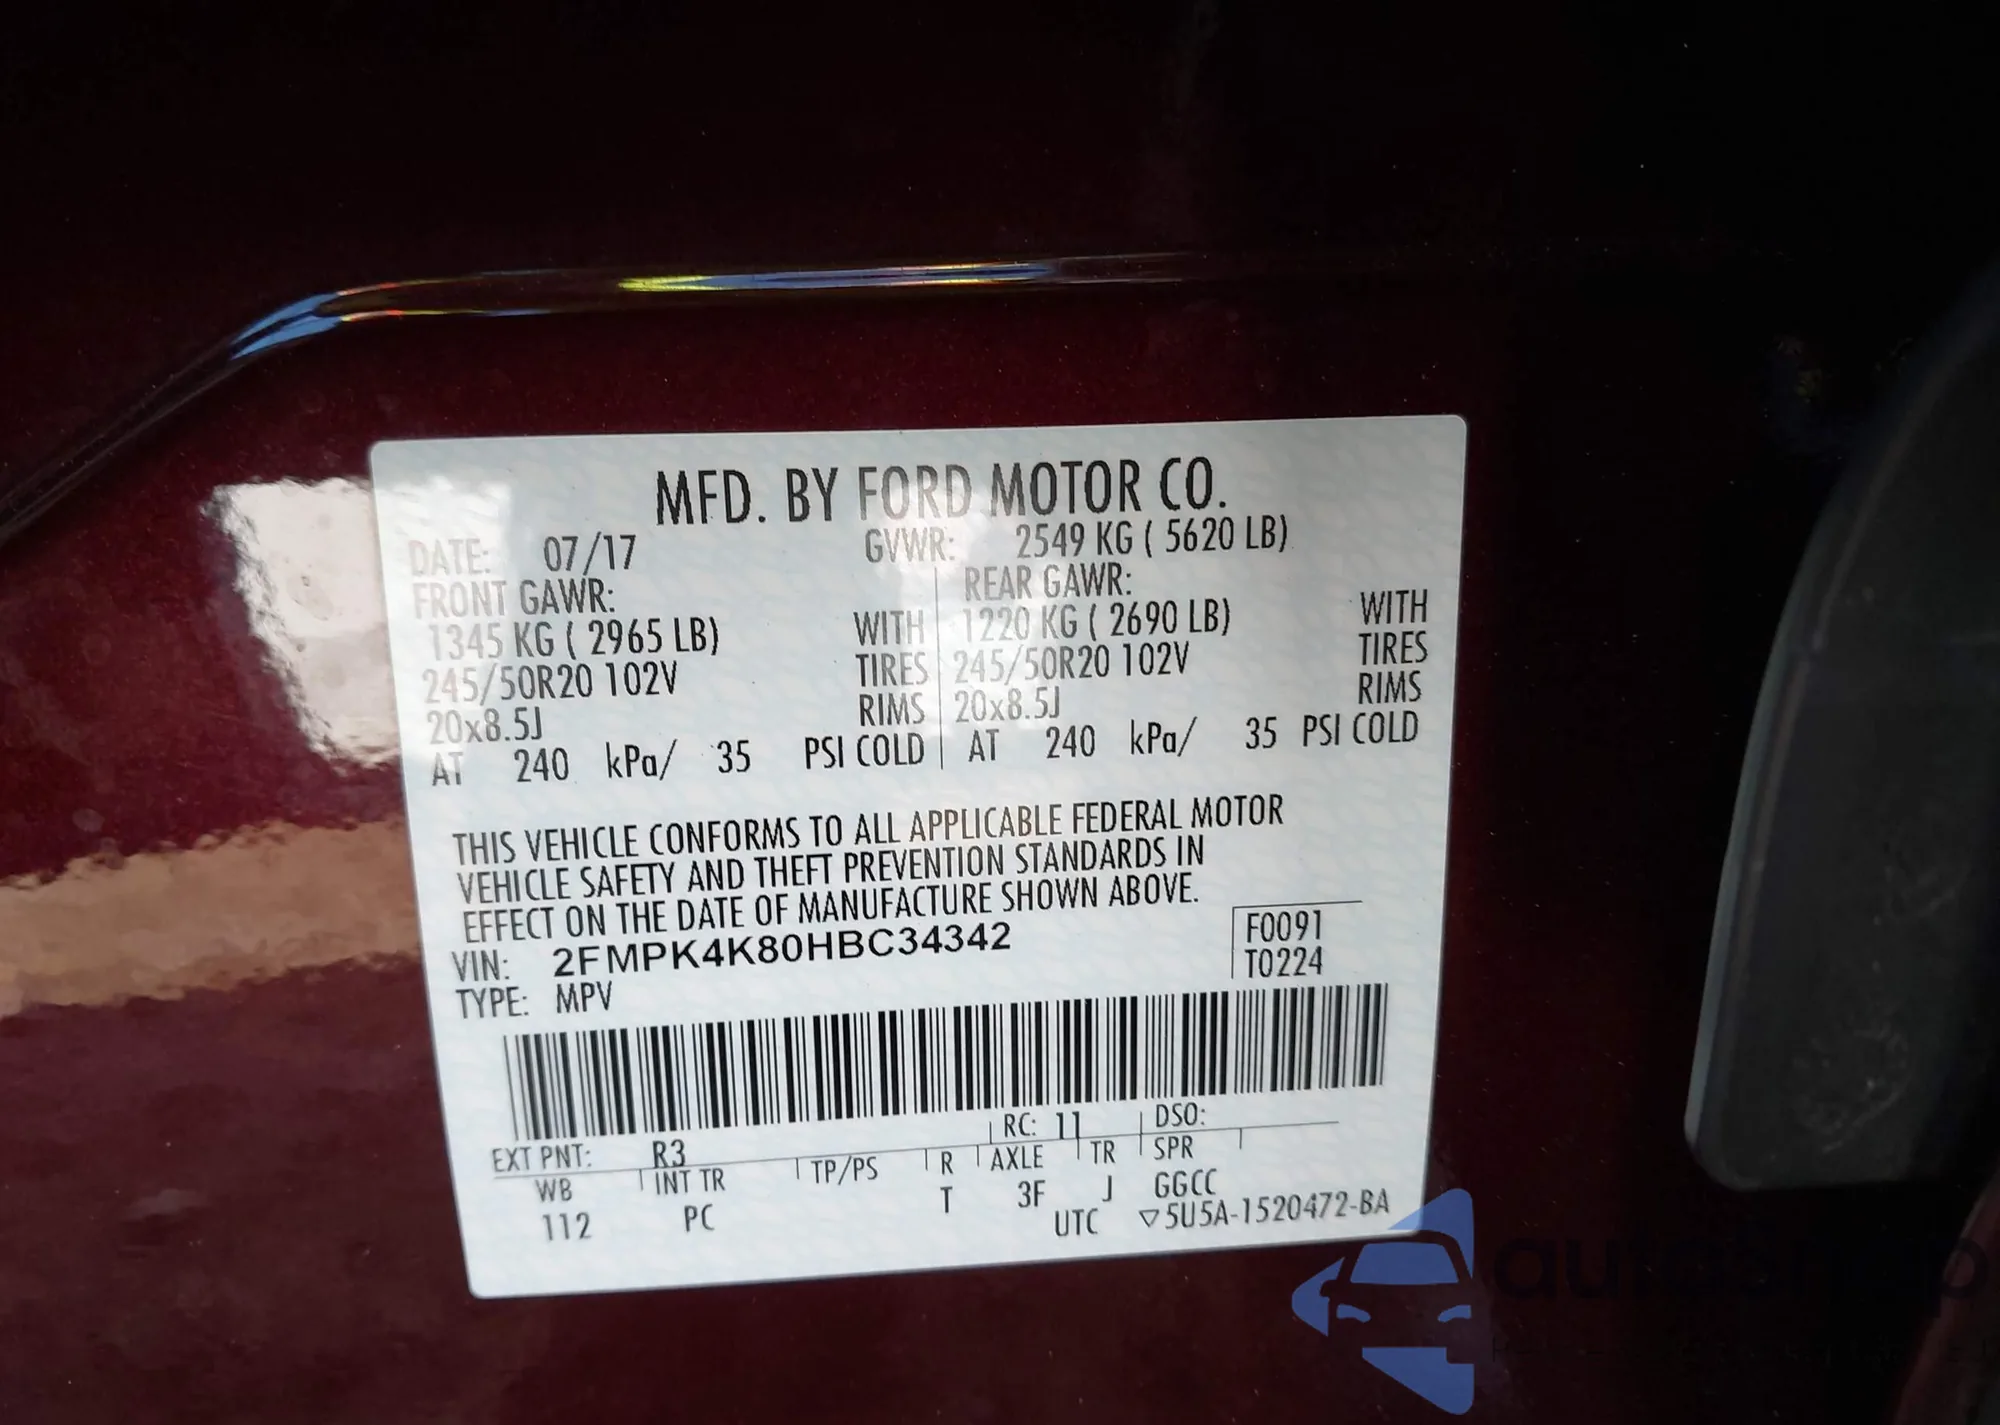 MFD. BY FORD MOTOR CO.
DATE: 07/17 GVWR: 2549 KG ( 5620 LB)
FRONT GAWR: REAR GAWR:
1345 KG ( 2965 LB) WITH 1220 KG ( 2690 LB) WITH
245/50R20 102V TIRES 245/50R20 102V TIRES
20x8.5J RIMS 20x8.5J RIMS
AT 240 kPa/ 35 PSI COLD AT 240 kPa/ 35 PSI COLD
THIS VEHICLE CONFORMS TO ALL APPLICABLE FEDERAL MOTOR
VEHICLE SAFETY AND THEFT PREVENTION STANDARDS IN
EFFECT ON THE DATE OF MANUFACTURE SHOWN ABOVE.
VIN: 2FMPK4K80HBC34342 F0091
TYPE: MPV T0224
EXT PNT: R3 RC: 11 DSO:
WB INT TR TP/PS R AXLE TR SPR
112 PC T 3F J GGCC
UTC ▽5U5A-1520472-BA